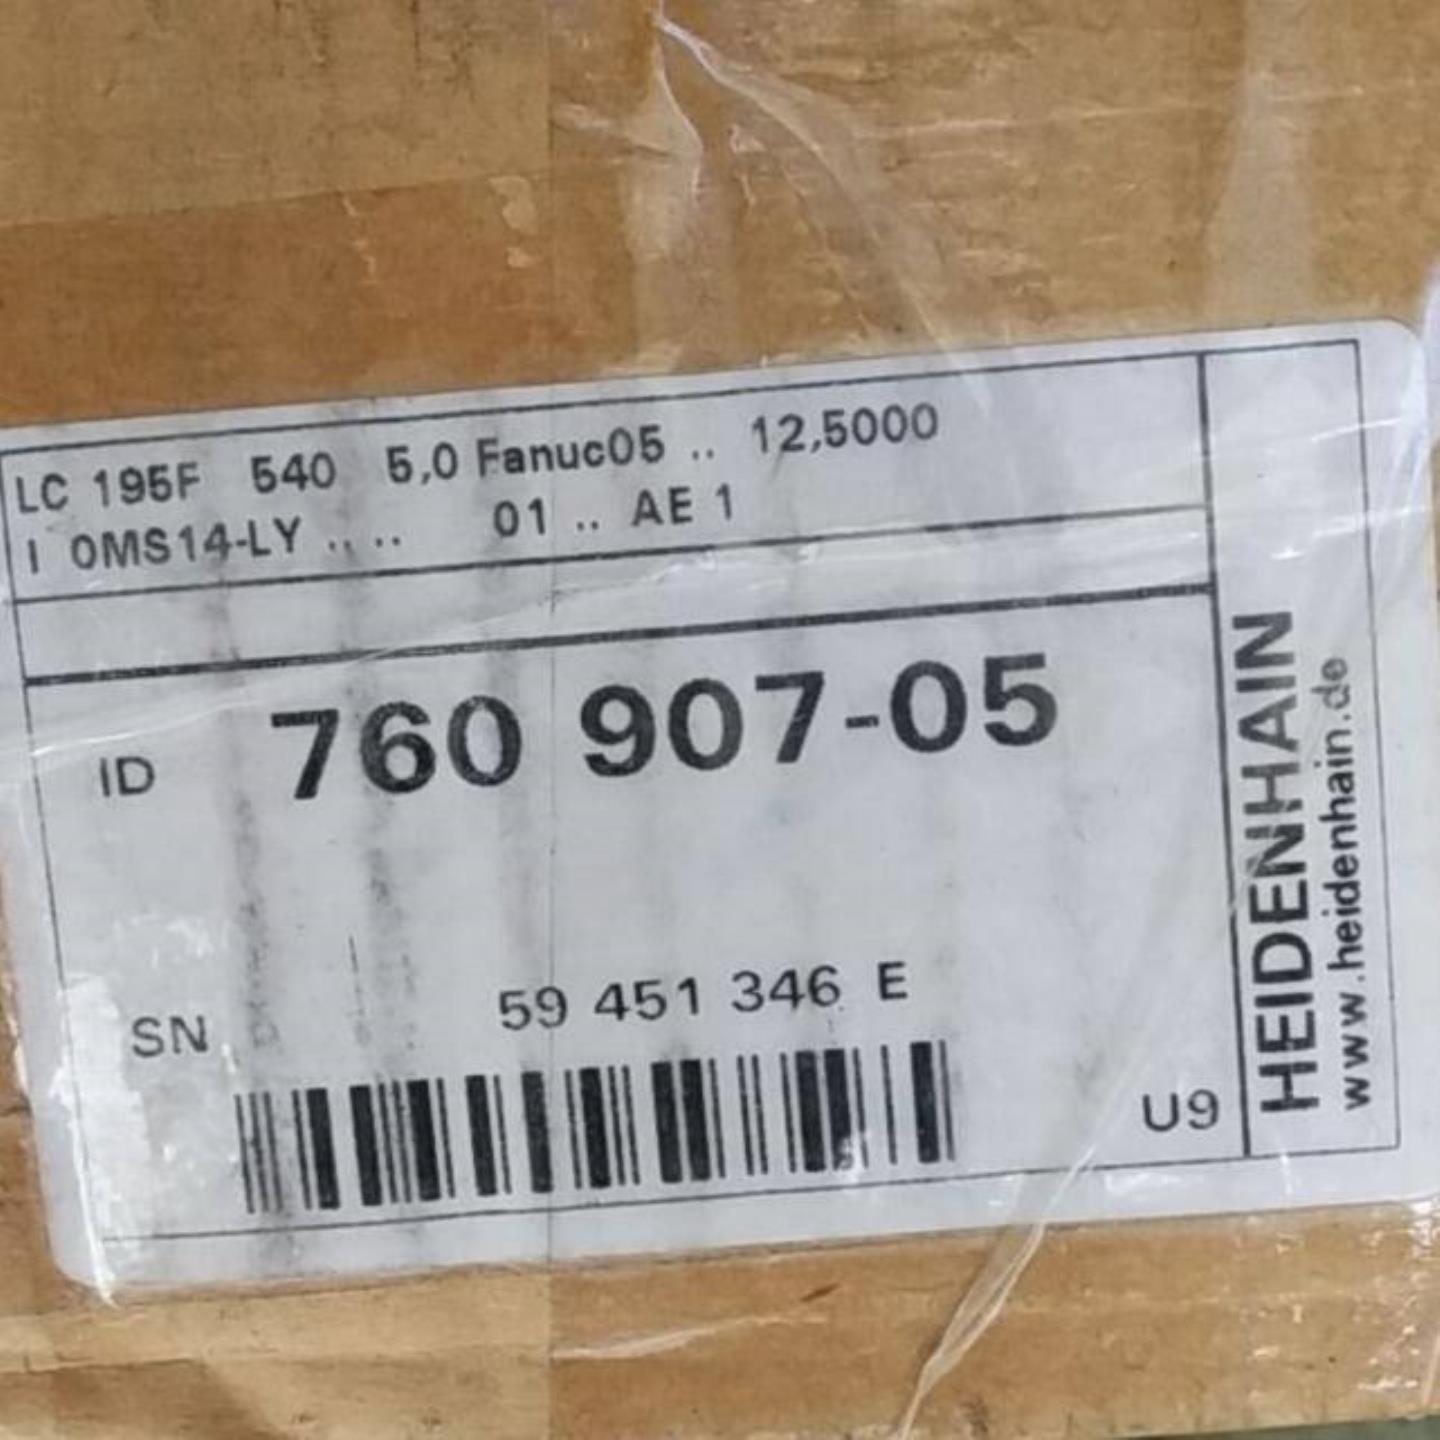 LC 195F 540 5,0 Fanuc05 .. 12,5000
I 0MS14-LY .. .. 01 .. AE 1
ID 760 907-05
SN 59 451 346 E
U9
HEIDENHAIN
www.heidenhain.de